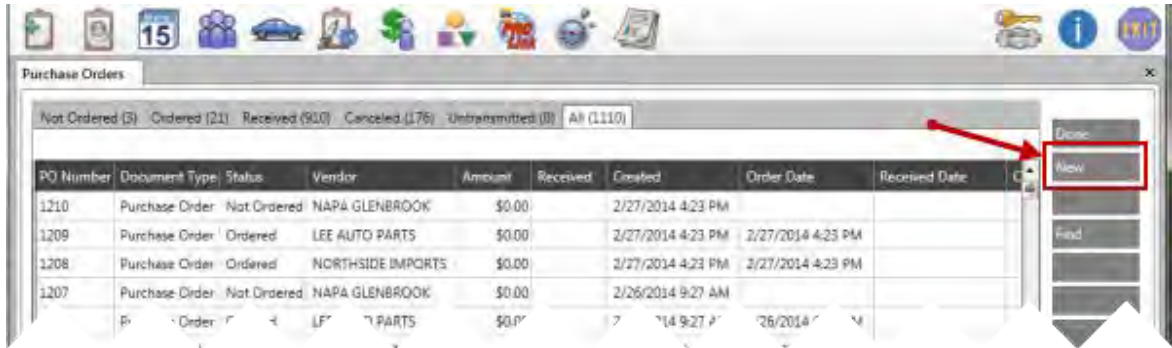 15
EXIT
Purchase Orders
Not Ordered (3) Ordered (21) Received (910) Canceled (176) Untransmitted (0) All (1110)
Done
New
Find
PO Number Document Type Status Vendor Amount Received Created Order Date Received Date
1210 Purchase Order Not Ordered NAPA GLENBROOK $0.00 2/27/2014 4:23 PM
1209 Purchase Order Ordered LEE AUTO PARTS $0.00 2/27/2014 4:23 PM 2/27/2014 4:23 PM
1208 Purchase Order Ordered NORTHSIDE IMPORTS $0.00 2/27/2014 4:23 PM 2/27/2014 4:23 PM
1207 Purchase Order Not Ordered NAPA GLENBROOK $0.00 2/26/2014 9:27 AM
Order PARTS